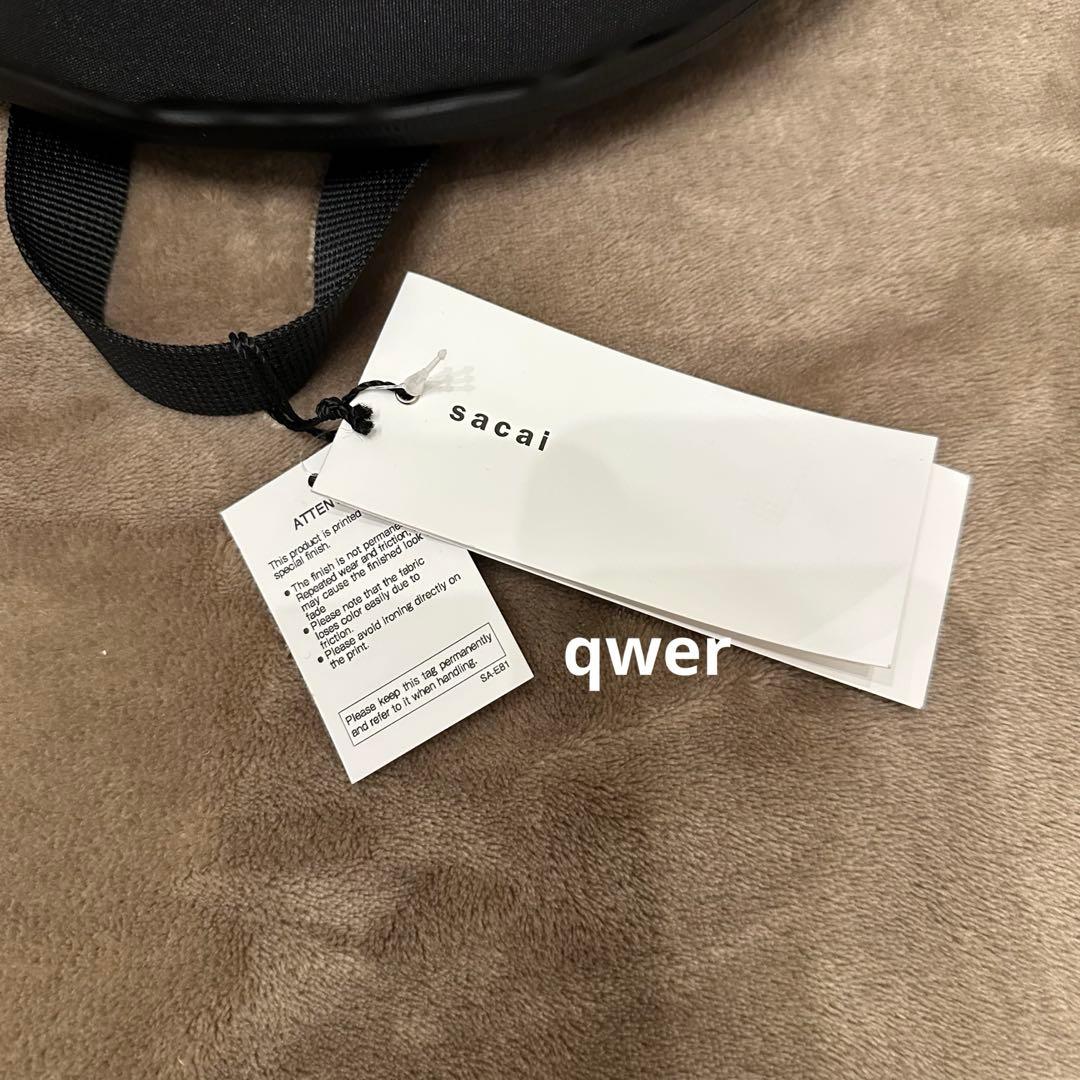 sacai
ATTEN
This product is printed
special finish.
• The finish is not permane
Repeated wear and friction,
may cause the finished look
fade
• Please note that the fabric
loses color easily due to
friction.
• Please avoid ironing directly on
the print.
Please keep this tag permanently
and refer to it when handling.
SA-E81
qwer